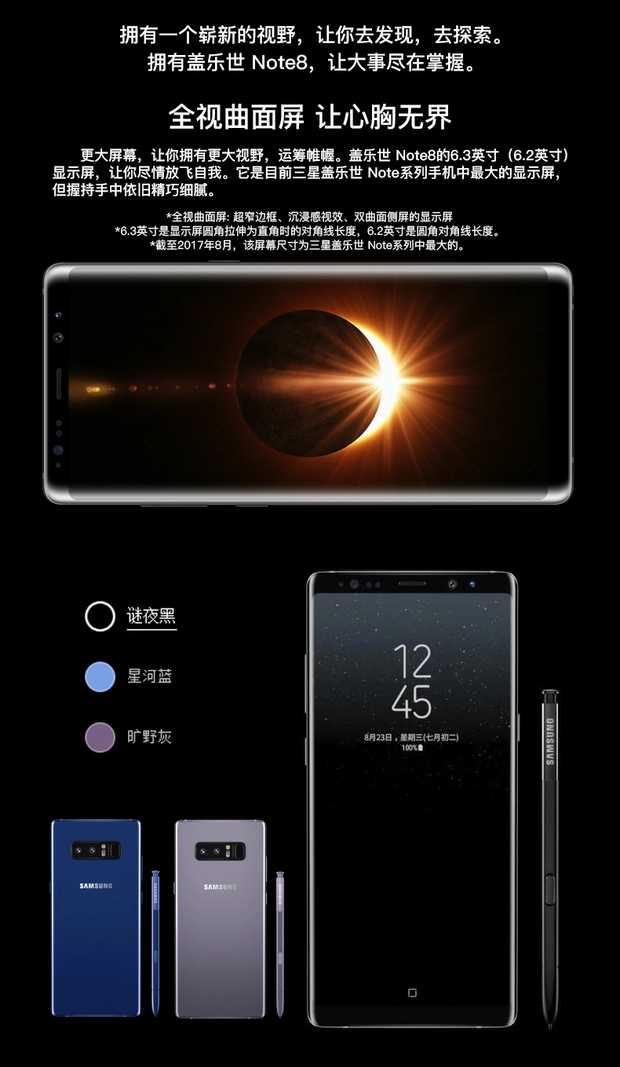 拥有一个崭新的视野，让你去发现，去探索。
拥有盖乐世 Note8，让大事尽在掌握。
全视曲面屏 让心胸无界
更大屏幕，让你拥有更大视野，运筹帷幄。盖乐世 Note8的6.3英寸（6.2英寸）
显示屏，让你尽情放飞自我。它是目前三星盖乐世 Note系列手机中最大的显示屏，
但握持手中依旧精巧细腻。
*全视曲面屏: 超窄边框、沉浸感视效、双曲面侧屏的显示屏
*6.3英寸是显示屏圆角拉伸为直角时的对角线长度，6.2英寸是圆角对角线长度。
*截至2017年8月，该屏幕尺寸为三星盖乐世 Note系列中最大的。
谜夜黑
星河蓝
旷野灰
12
45
8月23日，星期三(七月初二)
100%
SAMSUNG
SAMSUNG
SAMSUNG